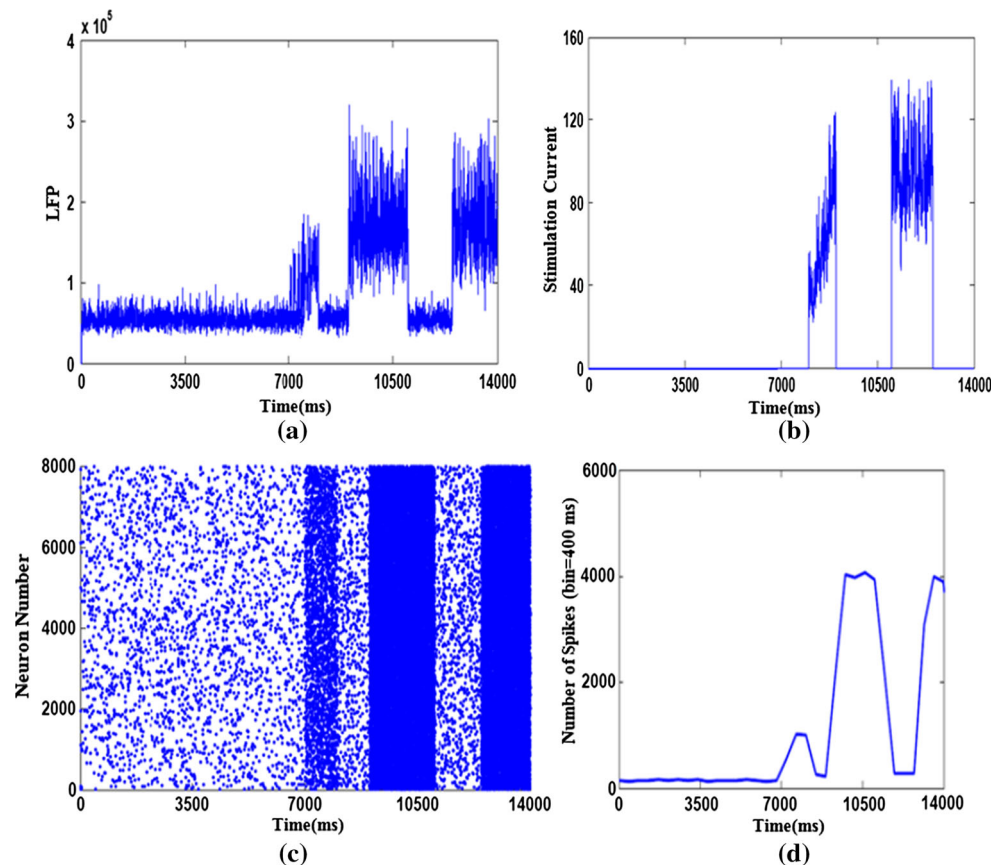 x 10^5
4
3
2
1
0
LFP
0 3500 7000 10500 14000
Time(ms)
(a)
160
120
80
40
0
Stimulation Current
0 3500 7000 10500 14000
Time(ms)
(b)
8000
6000
4000
2000
0
Neuron Number
0 3500 7000 10500 14000
Time(ms)
(c)
6000
4000
2000
0
Number of Spikes (bin=400 ms)
0 3500 7000 10500 14000
Time(ms)
(d)